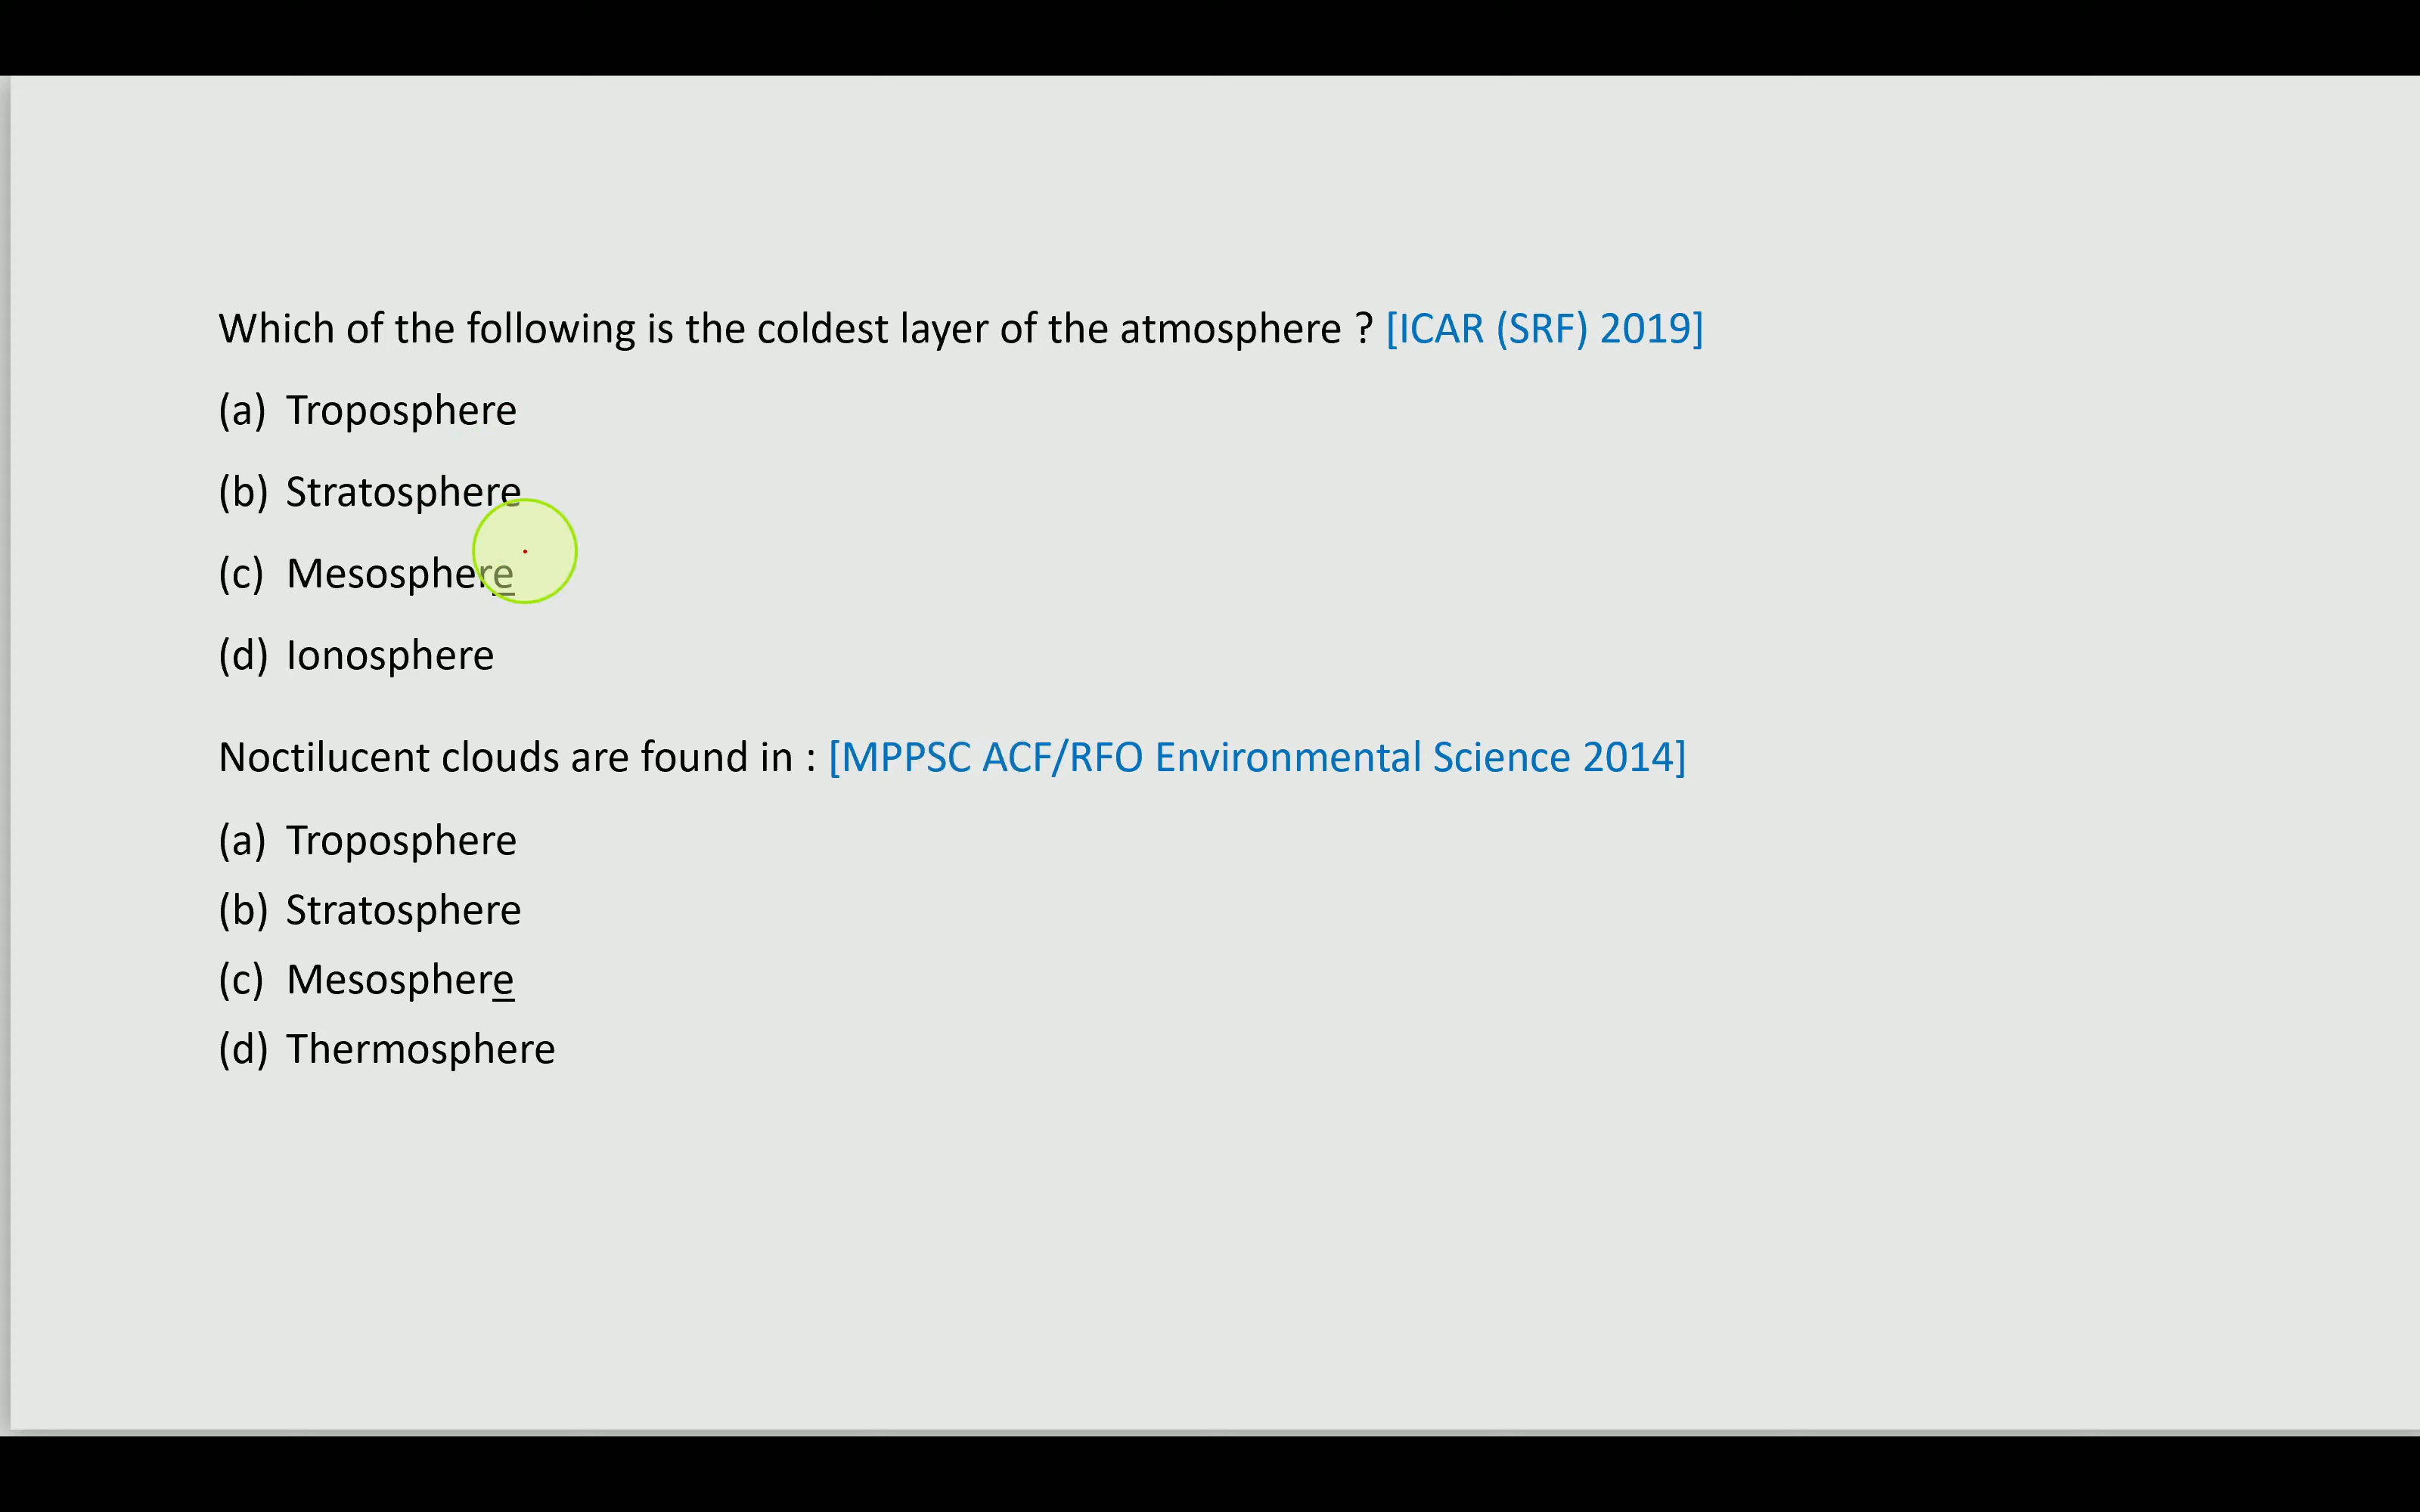 Which of the following is the coldest layer of the atmosphere ? [ICAR (SRF) 2019]
(a) Troposphere
(b) Stratosphere
(c) Mesosphere
(d) Ionosphere
Noctilucent clouds are found in : [MPPSC ACF/RFO Environmental Science 2014]
(a) Troposphere
(b) Stratosphere
(c) Mesosphere
(d) Thermosphere